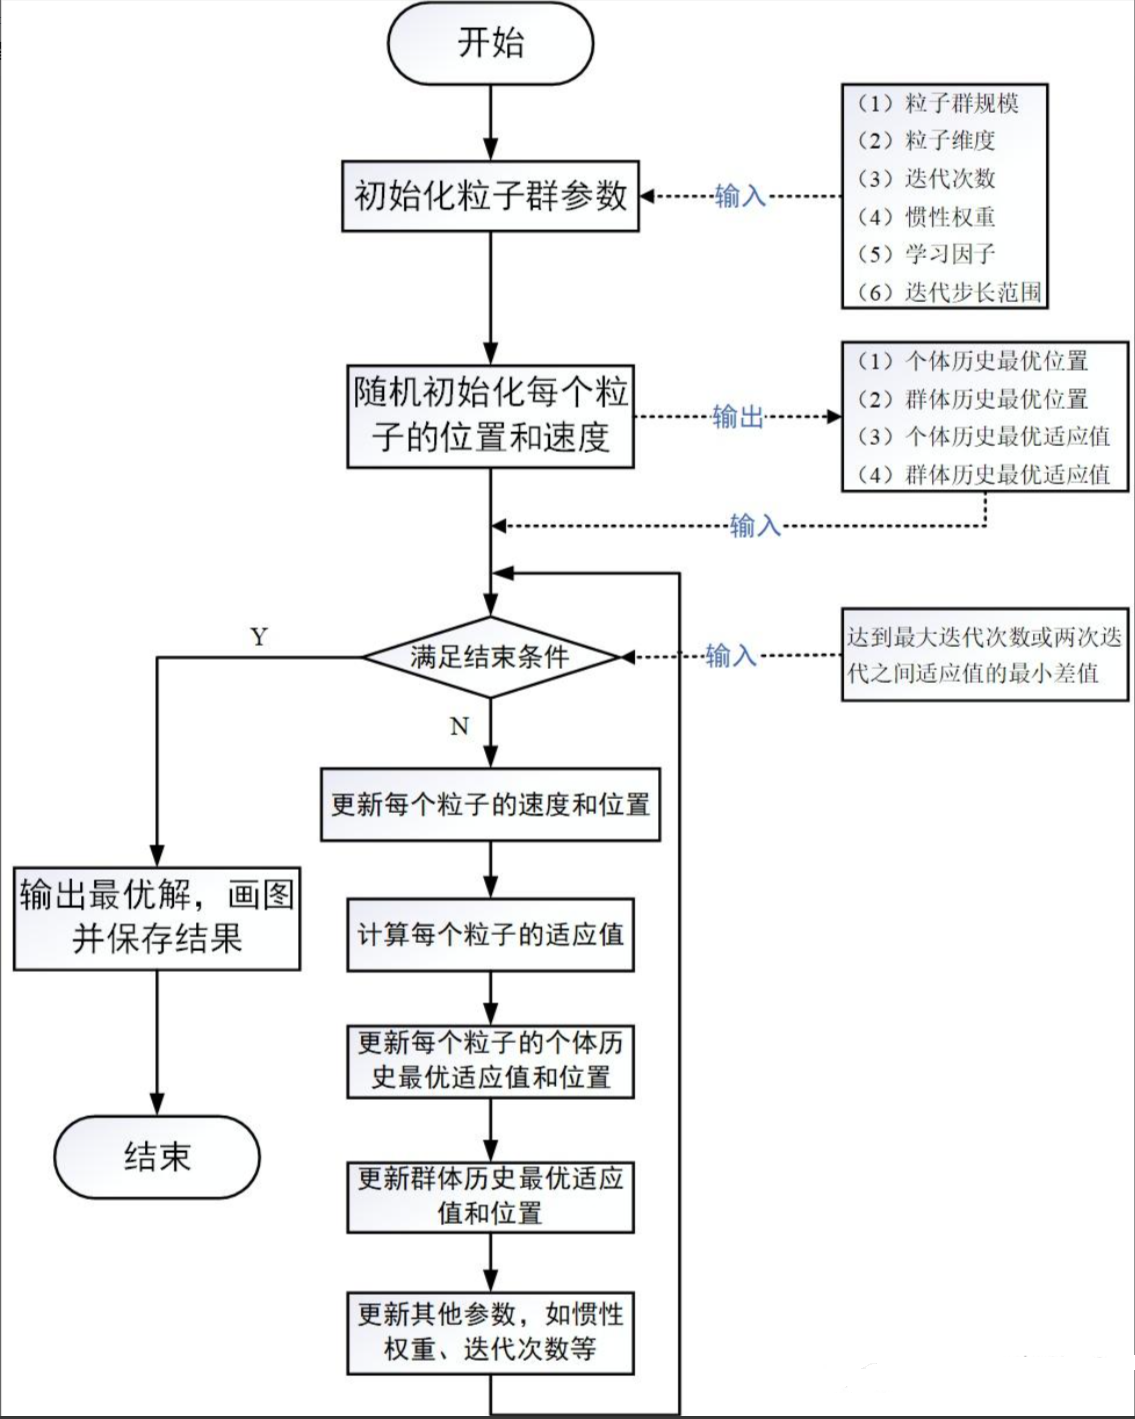 开始
初始化粒子群参数
输入
（1）粒子群规模
（2）粒子维度
（3）迭代次数
（4）惯性权重
（5）学习因子
（6）迭代步长范围
随机初始化每个粒
子的位置和速度
输出
（1）个体历史最优位置
（2）群体历史最优位置
（3）个体历史最优适应值
（4）群体历史最优适应值
输入
满足结束条件
输入
达到最大迭代次数或两次迭
代之间适应值的最小差值
Y
N
更新每个粒子的速度和位置
输出最优解，画图
并保存结果
计算每个粒子的适应值
更新每个粒子的个体历
史最优适应值和位置
结束
更新群体历史最优适应
值和位置
更新其他参数，如惯性
权重、迭代次数等